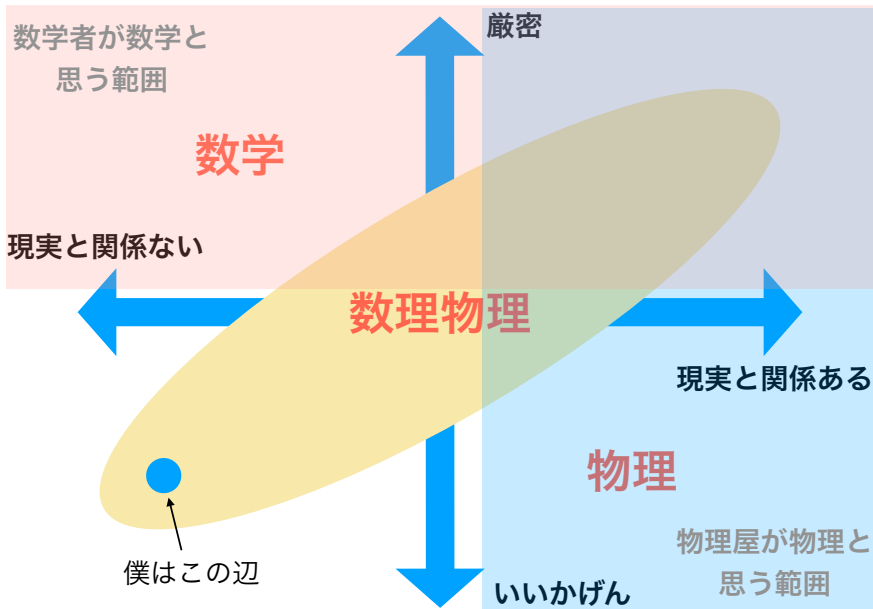 厳密
数学者が数学と
思う範囲
数学
現実と関係ない
数理物理
現実と関係ある
物理
僕はこの辺
物理屋が物理と
思う範囲
いいかげん